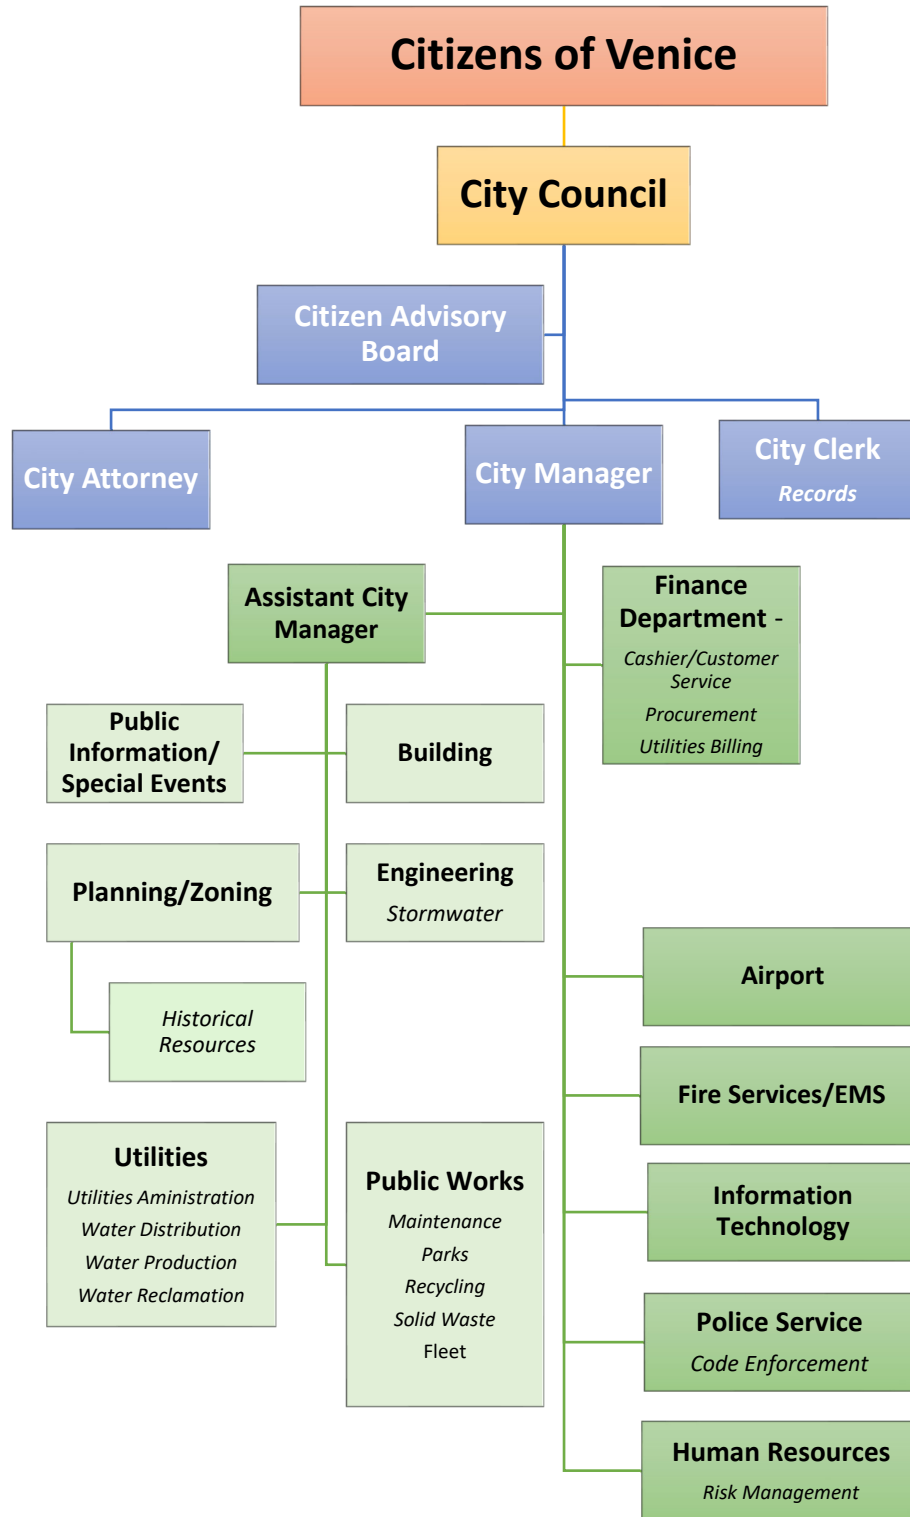 Citizens of Venice
City Council
Citizen Advisory
Board
City Attorney
City Manager
City Clerk
Records
Assistant City
Manager
Finance
Department -
Cashier/Customer
Service
Procurement
Utilities Billing
Public
Information/
Special Events
Building
Planning/Zoning
Engineering
Stormwater
Historical
Resources
Airport
Fire Services/EMS
Utilities
Utilities Aministration
Water Distribution
Water Production
Water Reclamation
Public Works
Maintenance
Parks
Recycling
Solid Waste
Fleet
Information
Technology
Police Service
Code Enforcement
Human Resources
Risk Management